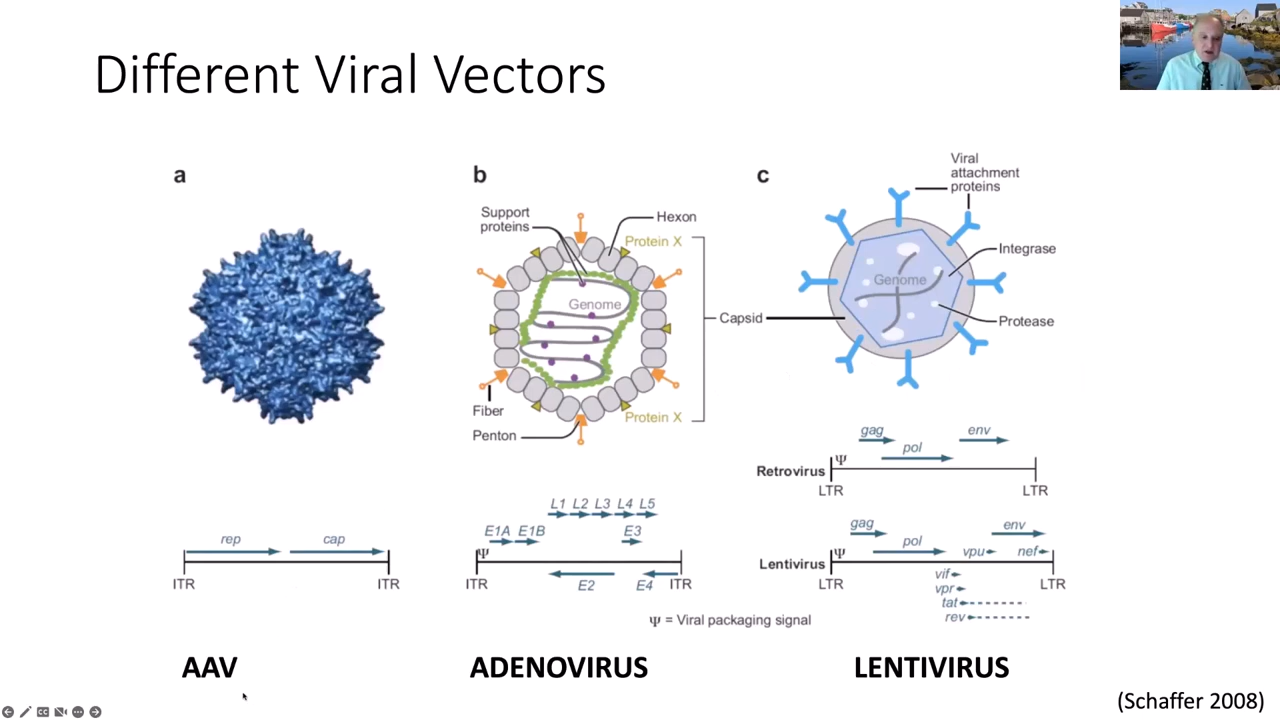 Different Viral Vectors
a
b
c
Support
proteins
Hexon
Protein X
Genome
Capsid
Fiber
Penton
Protein X
Viral
attachment
proteins
Integrase
Genome
Protease
rep
cap
ITR
ITR
L1 L2 L3 L4 L5
E1A E1B
E3
Ψ
ITR
E2
E4
ITR
gag
env
pol
Ψ
Retrovirus
LTR
LTR
gag
env
pol
vpu
nef
Ψ
Lentivirus
LTR
LTR
vif
vpr
tat
rev
Ψ = Viral packaging signal
AAV
ADENOVIRUS
LENTIVIRUS
(Schaffer 2008)